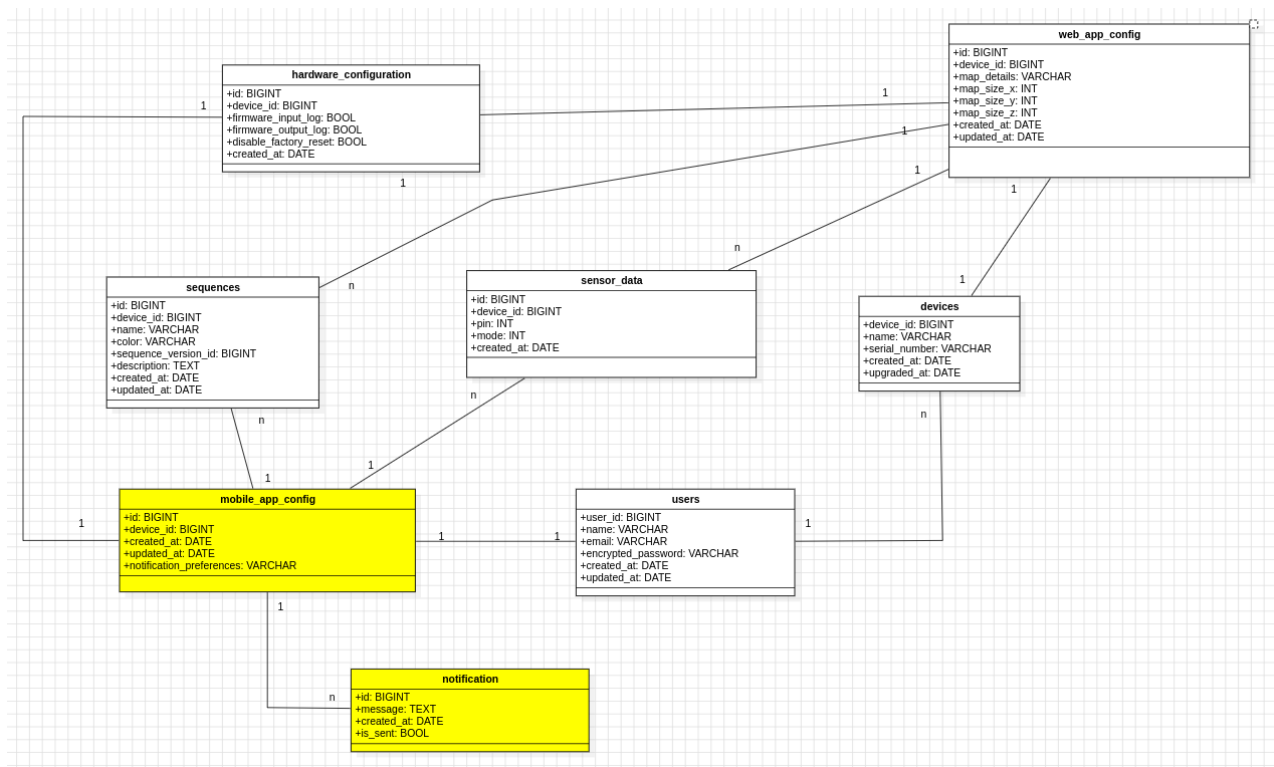 web_app_config
+id: BIGINT
+device_id: BIGINT
+map_details: VARCHAR
+map_size_x: INT
+map_size_y: INT
+map_size_z: INT
+created_at: DATE
+updated_at: DATE
hardware_configuration
+id: BIGINT
+device_id: BIGINT
+firmware_input_log: BOOL
+firmware_output_log: BOOL
+disable_factory_reset: BOOL
+created_at: DATE
1
1
1
1
1
1
n
n
1
sequences
+id: BIGINT
+device_id: BIGINT
+name: VARCHAR
+color: VARCHAR
+sequence_version_id: BIGINT
+description: TEXT
+created_at: DATE
+updated_at: DATE
sensor_data
+id: BIGINT
+device_id: BIGINT
+pin: INT
+mode: INT
+created_at: DATE
devices
+device_id: BIGINT
+name: VARCHAR
+serial_number: VARCHAR
+created_at: DATE
+upgraded_at: DATE
n
n
n
1
1
mobile_app_config
+id: BIGINT
+device_id: BIGINT
+created_at: DATE
+updated_at: DATE
+notification_preferences: VARCHAR
users
+user_id: BIGINT
+name: VARCHAR
+email: VARCHAR
+encrypted_password: VARCHAR
+created_at: DATE
+updated_at: DATE
1
1
1
1
1
n
notification
+id: BIGINT
+message: TEXT
+created_at: DATE
+is_sent: BOOL